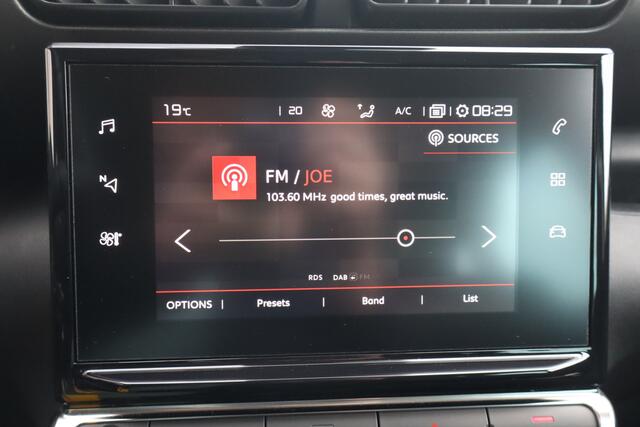 19°C | 20 A/C | | 08:29
SOURCES
FM / JOE
103.60 MHz good times, great music.
N
RDS DAB FM
OPTIONS | Presets | Band | List